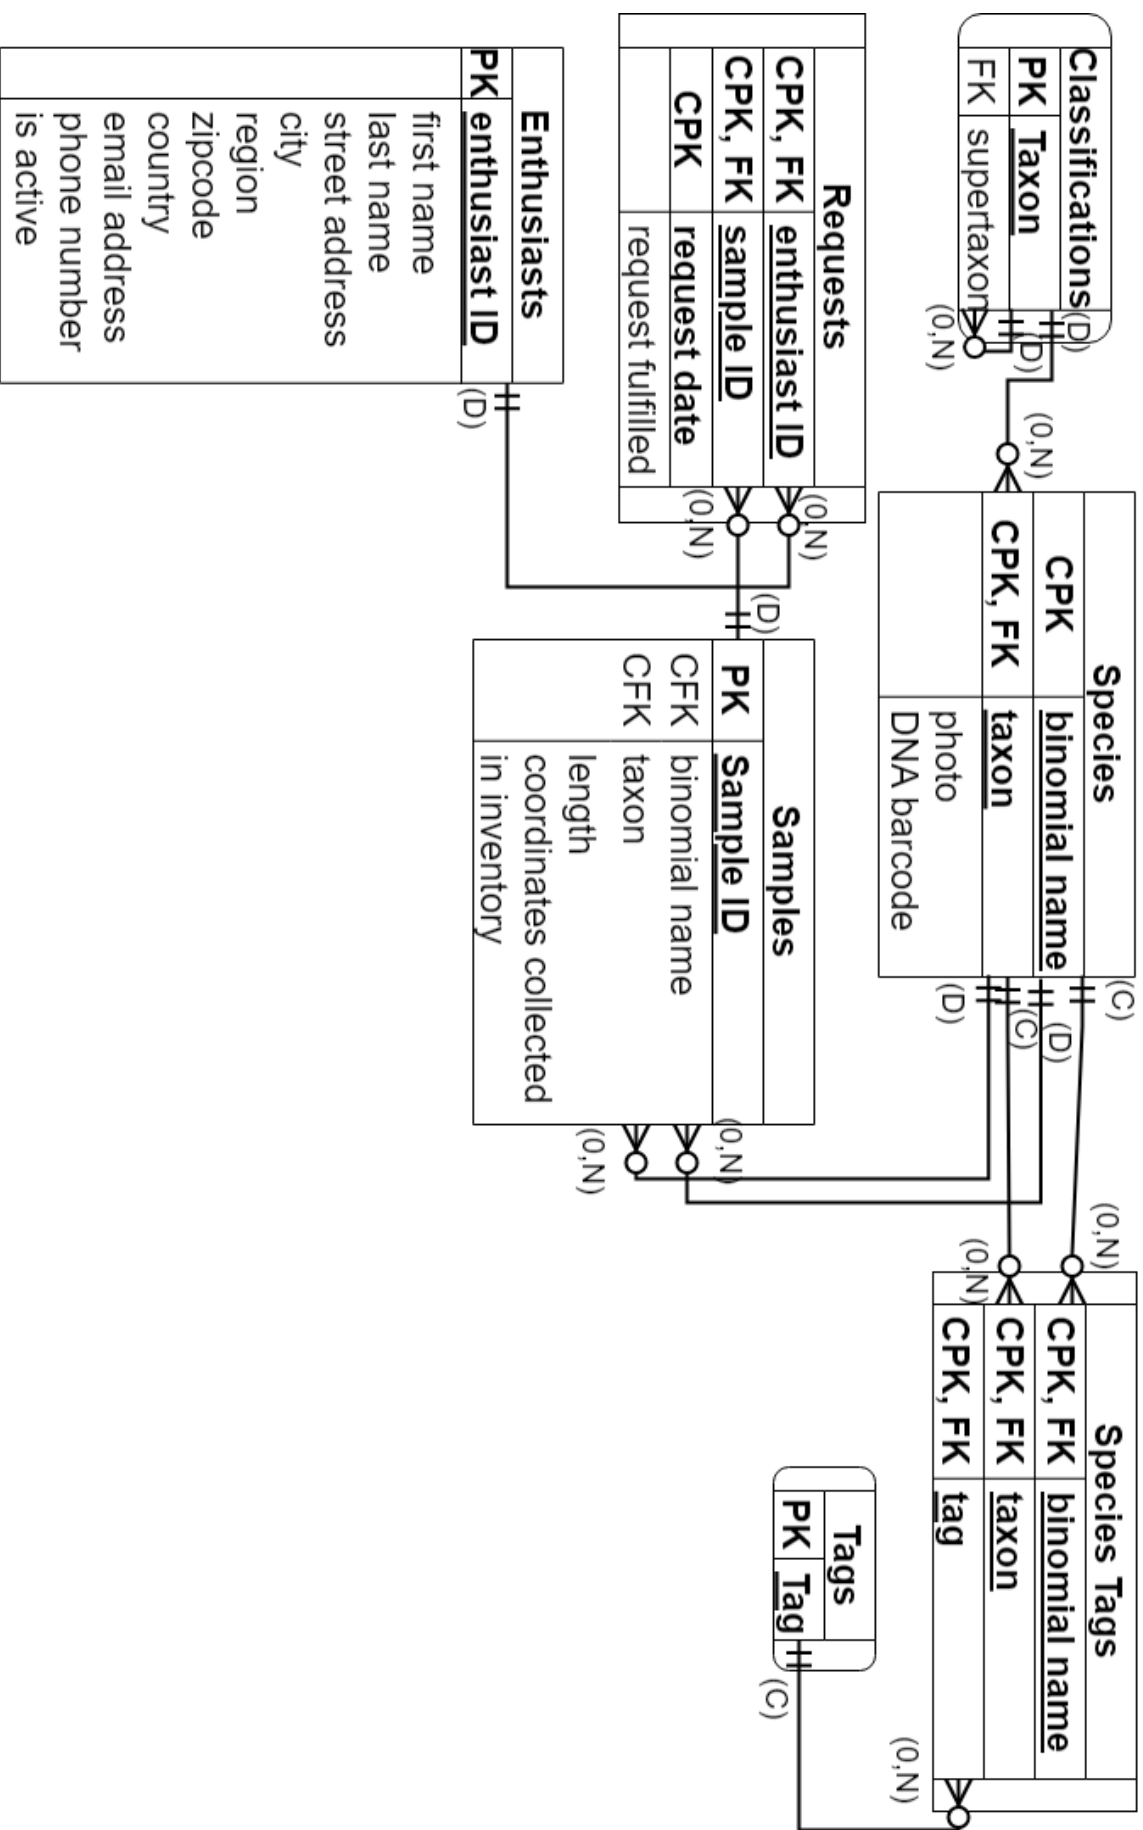 Classifications
PK Taxon
FK supertaxon
(D)
(D)
(0,N)
(0,N)
Species
CPK binomial name
CPK, FK taxon
photo
DNA barcode
(C)
(D)
(C)
(D)
(0,N)
(0,N)
Species Tags
CPK, FK binomial name
CPK, FK taxon
CPK, FK tag
(0,N)
Tags
PK Tag
(C)
Requests
CPK, FK enthusiast ID
CPK, FK sample ID
CPK request date
request fulfilled
(0,N)
(0,N)
(D)
Samples
PK Sample ID
CFK binomial name
CFK taxon
length
coordinates collected
in inventory
(0,N)
(0,N)
Enthusiasts
PK enthusiast ID
first name
last name
street address
city
region
zipcode
country
email address
phone number
is active
(D)